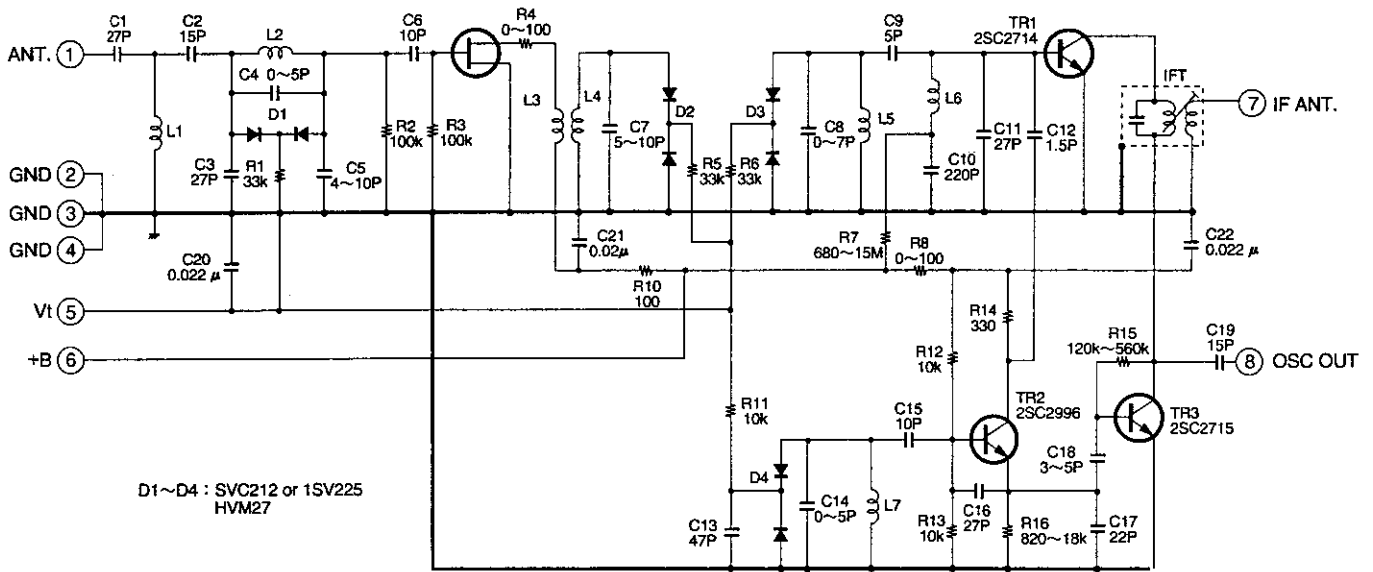 C1
27P
C2
15P
L2
C4 0~5P
D1
C6
10P
R4
0~100
C9
5P
TR1
2SC2714
IFT
ANT. 1
7 IF ANT.
L1
C3
27P
R1
33k
C5
4~10P
R2
100k
R3
100k
L3
L4
C7
5~10P
D2
R5
33k
D3
R6
33k
C8
0~7P
L5
L6
C10
220P
C11
27P
C12
1.5P
GND 2
GND 3
GND 4
C20
0.022 μ
C21
0.02μ
R10
100
R7
680~15M
R8
0~100
C22
0.022 μ
Vt 5
+B 6
R14
330
R12
10k
R15
120k~560k
C19
15P
8 OSC OUT
R11
10k
C15
10P
TR2
2SC2996
TR3
2SC2715
C18
3~5P
D4
D1~D4 : SVC212 or 1SV225
HVM27
C13
47P
C14
0~5P
L7
R13
10k
C16
27P
R16
820~18k
C17
22P